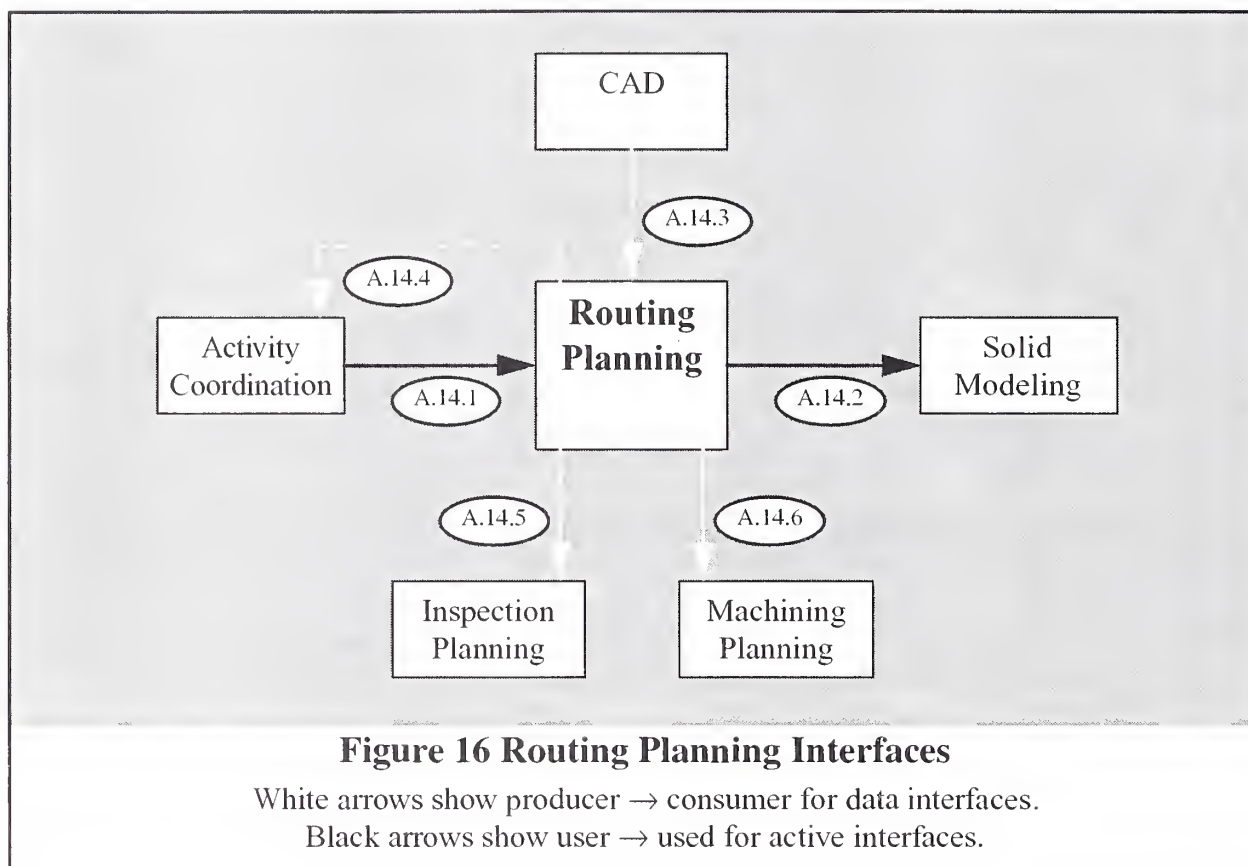 CAD
A.14.3
A.14.4
Routing
Planning
Activity
Coordination
Solid
Modeling
A.14.1
A.14.2
A.14.5
A.14.6
Inspection
Planning
Machining
Planning
Figure 16 Routing Planning Interfaces
White arrows show producer → consumer for data interfaces.
Black arrows show user → used for active interfaces.